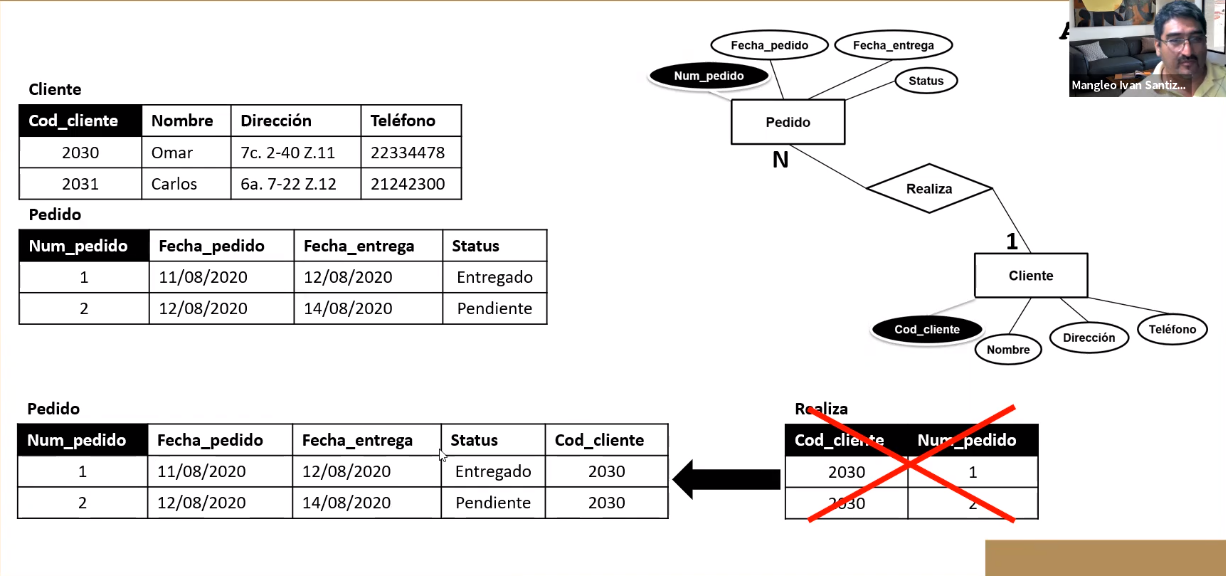 Cliente
Cod_cliente Nombre Dirección Teléfono
2030 Omar 7c. 2-40 Z.11 22334478
2031 Carlos 6a. 7-22 Z.12 21242300
Pedido
Num_pedido Fecha_pedido Fecha_entrega Status
1 11/08/2020 12/08/2020 Entregado
2 12/08/2020 14/08/2020 Pendiente
Fecha_pedido Fecha_entrega
Num_pedido Status
Pedido
N
Realiza
1
Cliente
Cod_cliente
Nombre
Dirección
Teléfono
Mangleo Ivan Santiz...
Pedido
Num_pedido Fecha_pedido Fecha_entrega Status Cod_cliente
1 11/08/2020 12/08/2020 Entregado 2030
2 12/08/2020 14/08/2020 Pendiente 2030
Realiza
Cod_cliente Num_pedido
2030 1
2030 2